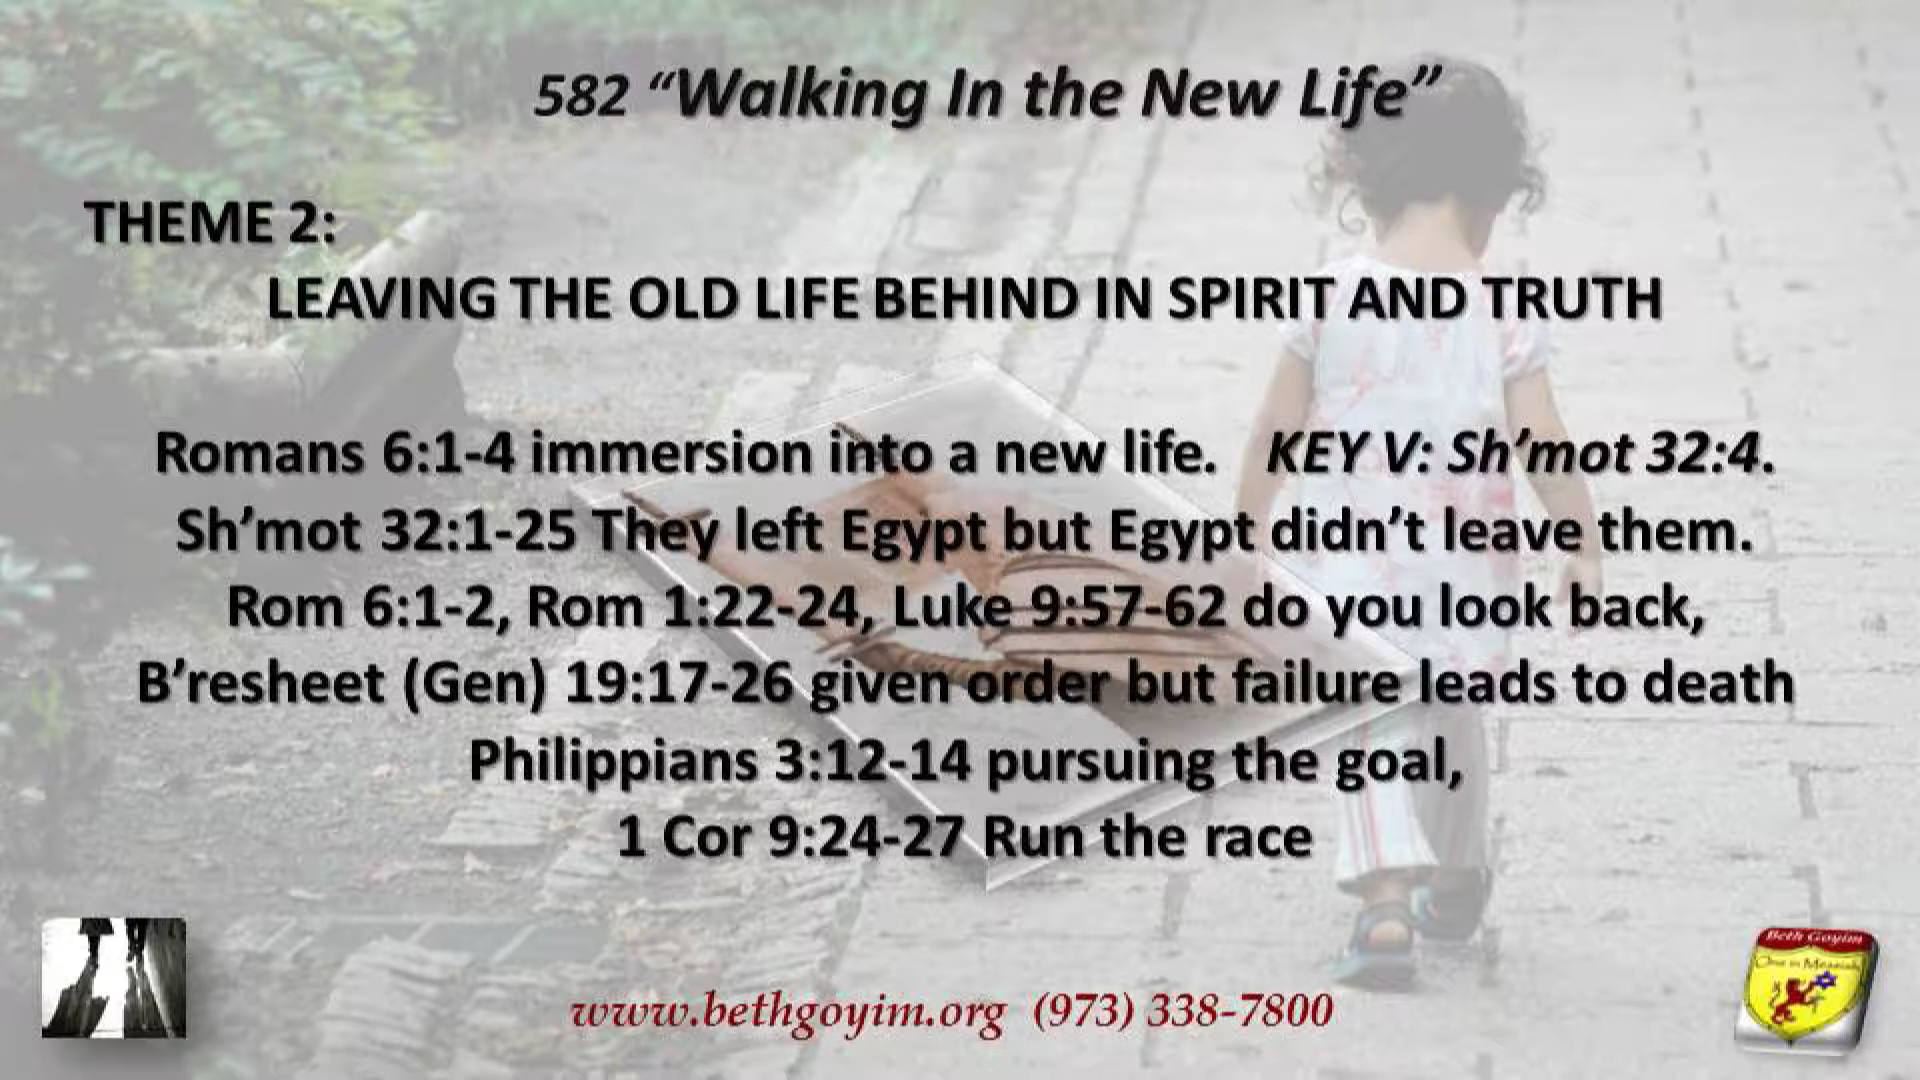 582 “Walking In the New Life”
THEME 2:
LEAVING THE OLD LIFE BEHIND IN SPIRIT AND TRUTH
Romans 6:1-4 immersion into a new life. KEY V: Sh’mot 32:4.
Sh’mot 32:1-25 They left Egypt but Egypt didn’t leave them.
Rom 6:1-2, Rom 1:22-24, Luke 9:57-62 do you look back,
B’resheet (Gen) 19:17-26 given order but failure leads to death
Philippians 3:12-14 pursuing the goal,
1 Cor 9:24-27 Run the race
www.bethgoyim.org (973) 338-7800
Beth Goyim
One in Messiah